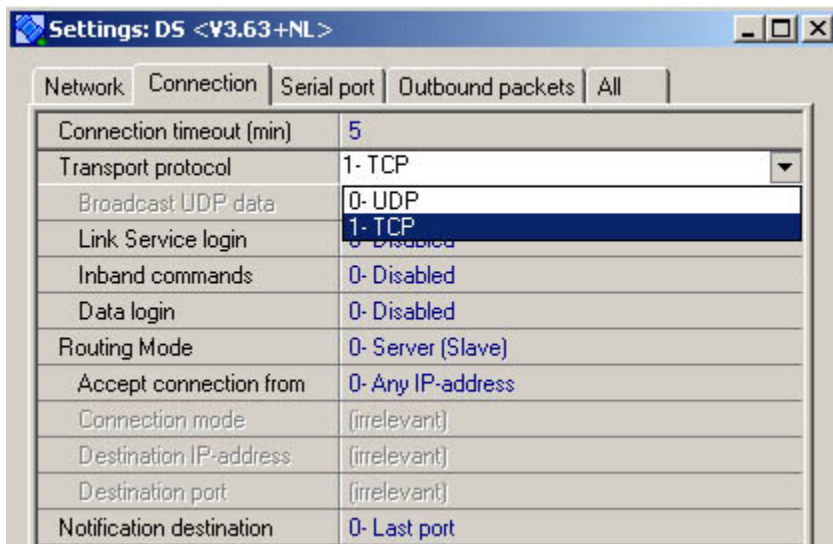 Settings: DS <V3.63+NL>
Network Connection Serial port Outbound packets All
Connection timeout (min) 5
Transport protocol 1- TCP
Broadcast UDP data 0- UDP
1- TCP
Link Service login 0- Disabled
Inband commands 0- Disabled
Data login 0- Disabled
Routing Mode 0- Server (Slave)
Accept connection from 0- Any IP-address
Connection mode (irrelevant)
Destination IP-address (irrelevant)
Destination port (irrelevant)
Notification destination 0- Last port